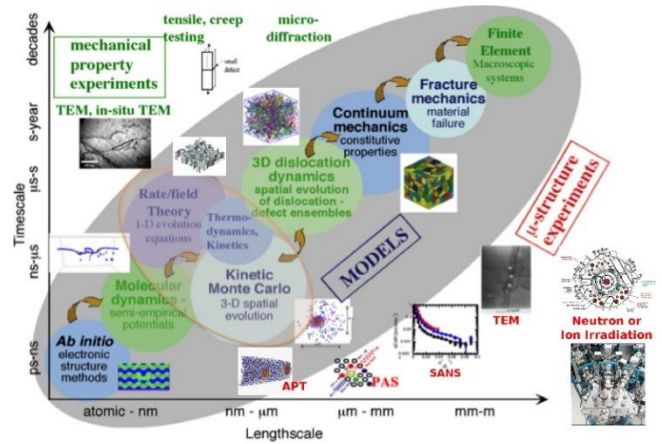 decades
s-year
μs-s
ns-μs
ps-ns
Timescale
mechanical
property
experiments
tensile, creep
testing
small
defect
micro-
diffraction
TEM, in-situ TEM
Finite
Element
Macroscopic
systems
Fracture
mechanics
material
failure
Continuum
mechanics
constitutive
properties
3D dislocation
dynamics
spatial
evolution
of dislocation -
defect ensembles
Rate/field
Theory
1-D evolution
equations
Thermo-
dynamics,
Kinetics
Kinetic
Monte Carlo
3-D spatial
evolution
Molecular
dynamics -
semi-empirical
potentials
Ab initio
electronic
structure
methods
MODELS
μ-structure
experiments
TEM
SANS
PAS
APT
Neutron or
Ion Irradiation
atomic - nm
nm - μm
μm - mm
mm-m
Lengthscale